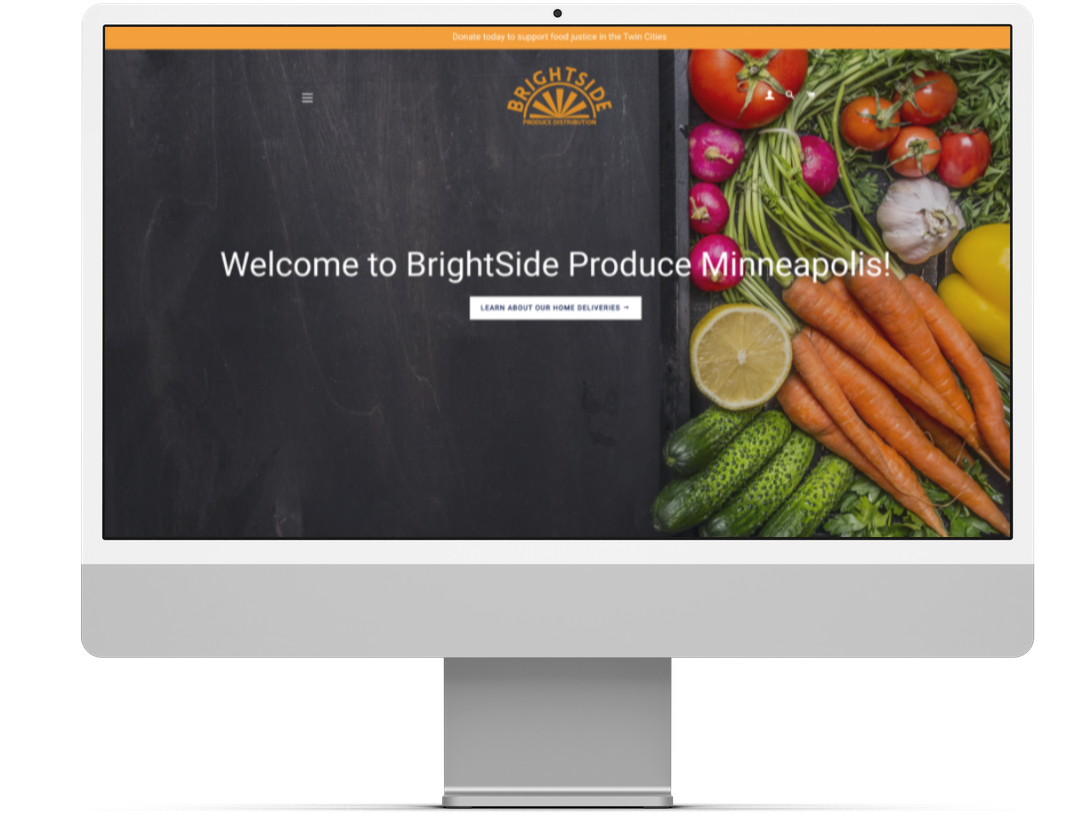 Donate today to support food justice in the Twin Cities
BRIGHTSIDE
PRODUCE DISTRIBUTION
Welcome to BrightSide Produce Minneapolis!
LEARN ABOUT OUR HOME DELIVERIES →